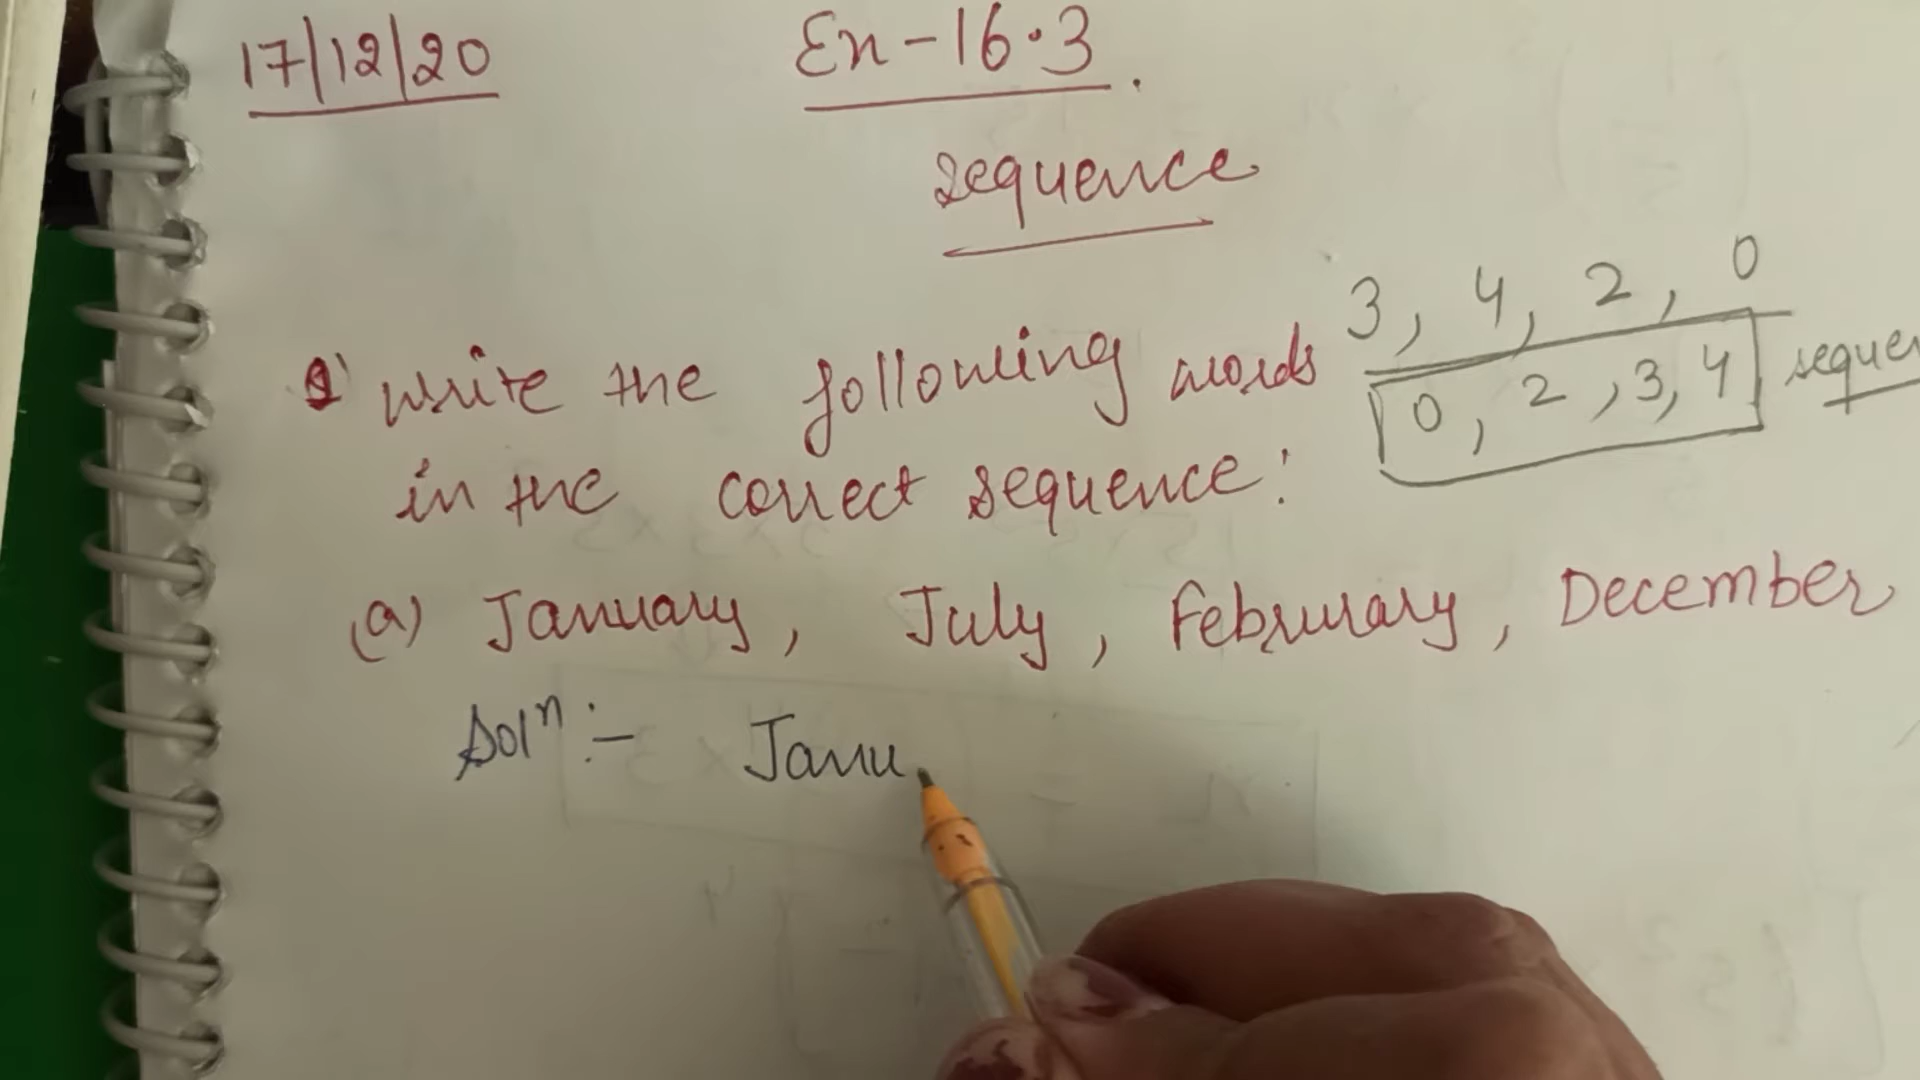 17/12/20
Ex-16.3.
sequence
Q write the following words
in the correct sequence:
3, 4, 2, 0
0, 2, 3, 4
(a) January, July, February, December
Solⁿ:- Janu